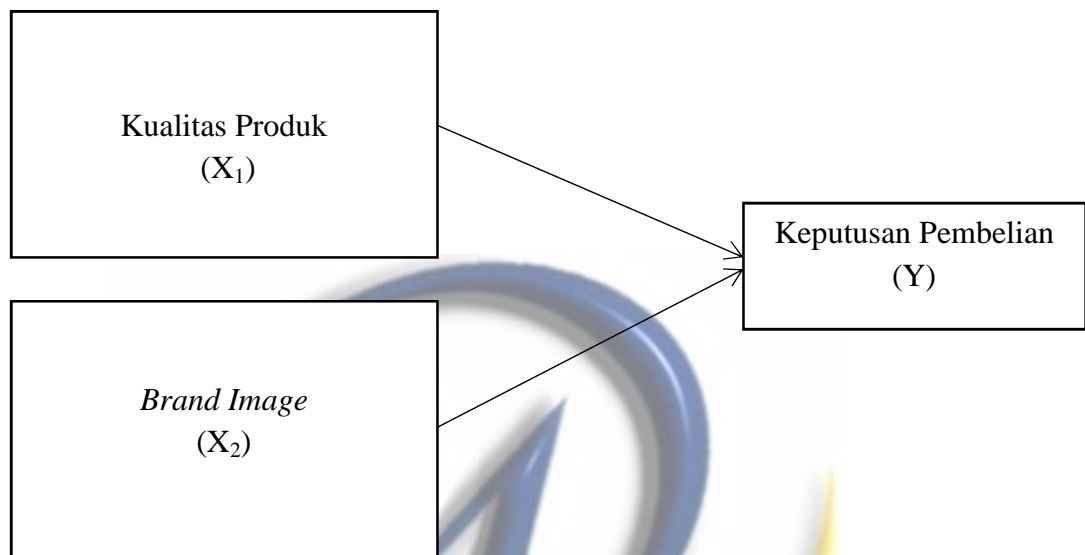 Kualitas Produk
(X₁)
Keputusan Pembelian
(Y)
Brand Image
(X₂)